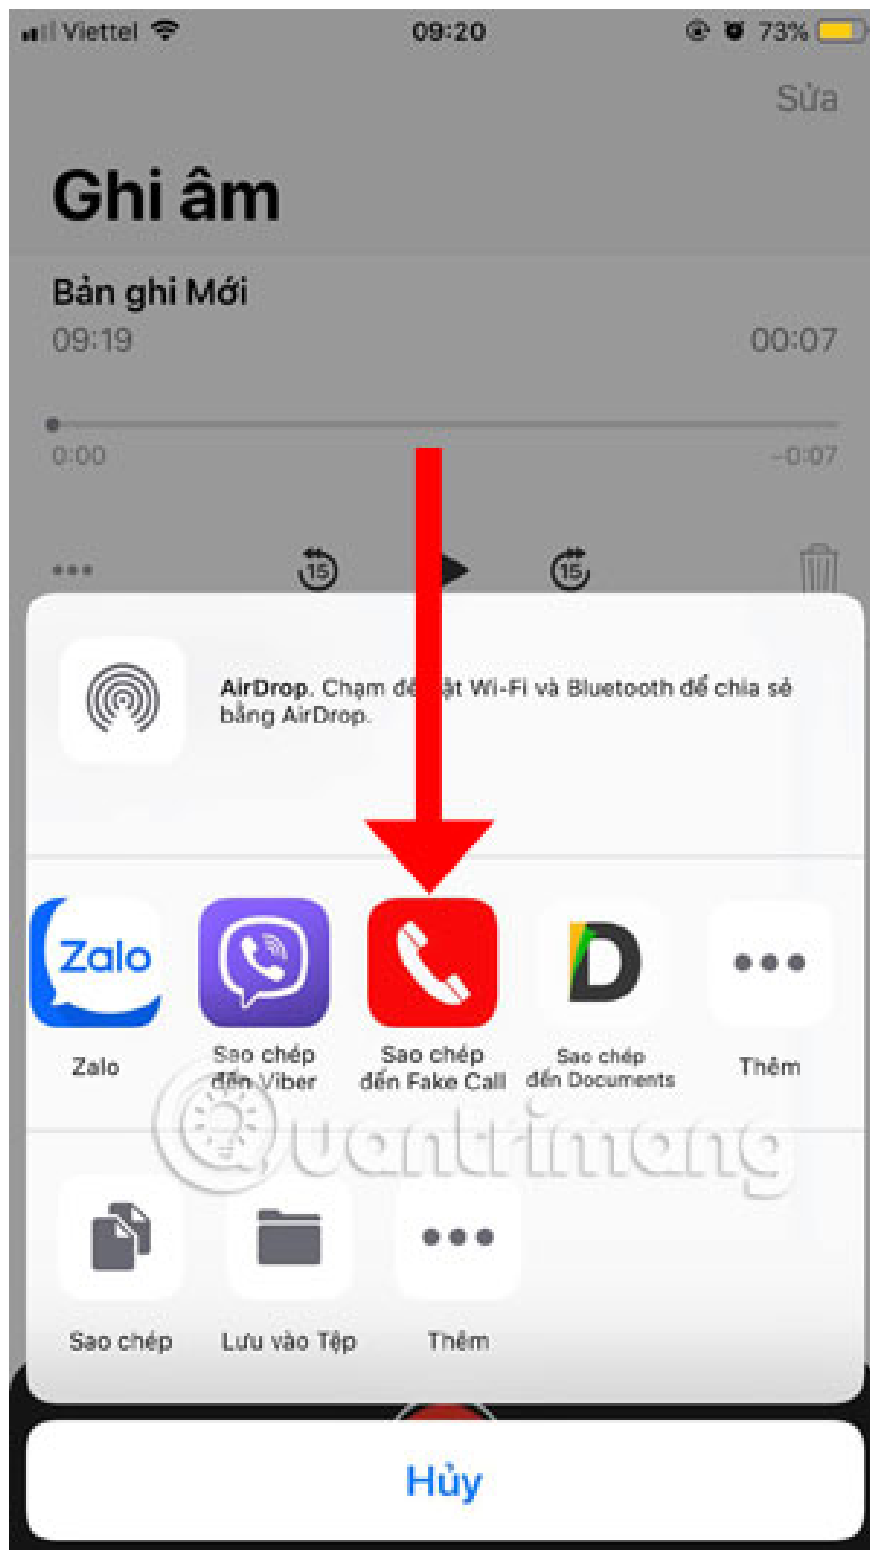 Viettel 09:20 73%
Sửa
Ghi âm
Bản ghi Mới
09:19 00:07
0:00 -0:07
15 15
AirDrop. Chạm để bật Wi-Fi và Bluetooth để chia sẻ
bằng AirDrop.
Zalo
Zalo
Sao chép
đến Viber
Sao chép
đến Fake Call
Sao chép
đến Documents
Thêm
Quantrimang
Sao chép Lưu vào Tệp Thêm
Hủy